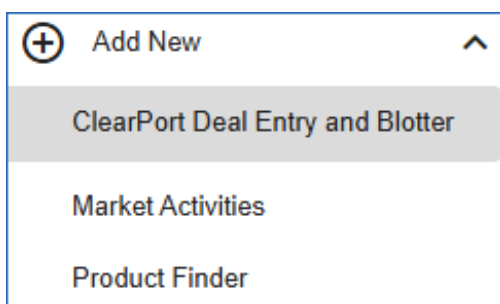 Add New
ClearPort Deal Entry and Blotter
Market Activities
Product Finder